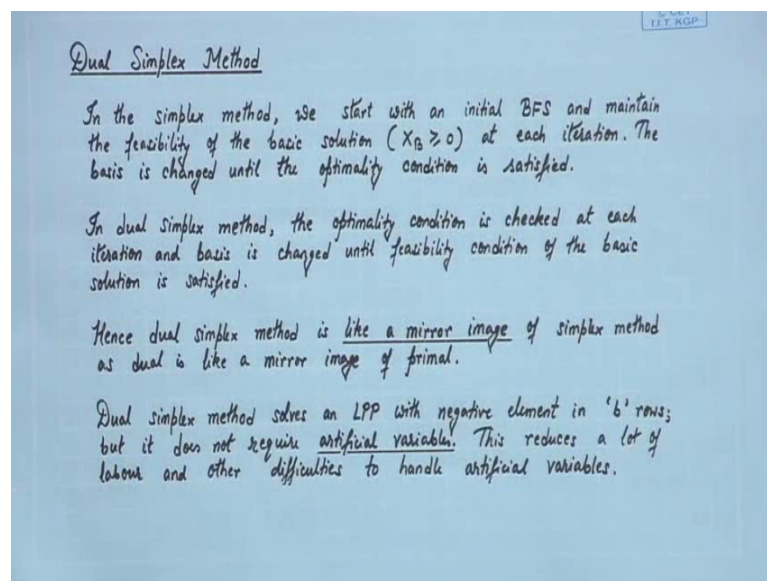 I.I.T. KGP
Dual Simplex Method
In the simplex method, we start with an initial BFS and maintain
the feasibility of the basic solution (X_B ≥ 0) at each iteration. The
basis is changed until the optimality condition is satisfied.
In dual simplex method, the optimality condition is checked at each
iteration and basis is changed until feasibility condition of the basic
solution is satisfied.
Hence dual simplex method is like a mirror image of simplex method
as dual is like a mirror image of primal.
Dual simplex method solves an LPP with negative element in 'b' rows;
but it does not require artificial variables. This reduces a lot of
labour and other difficulties to handle artificial variables.